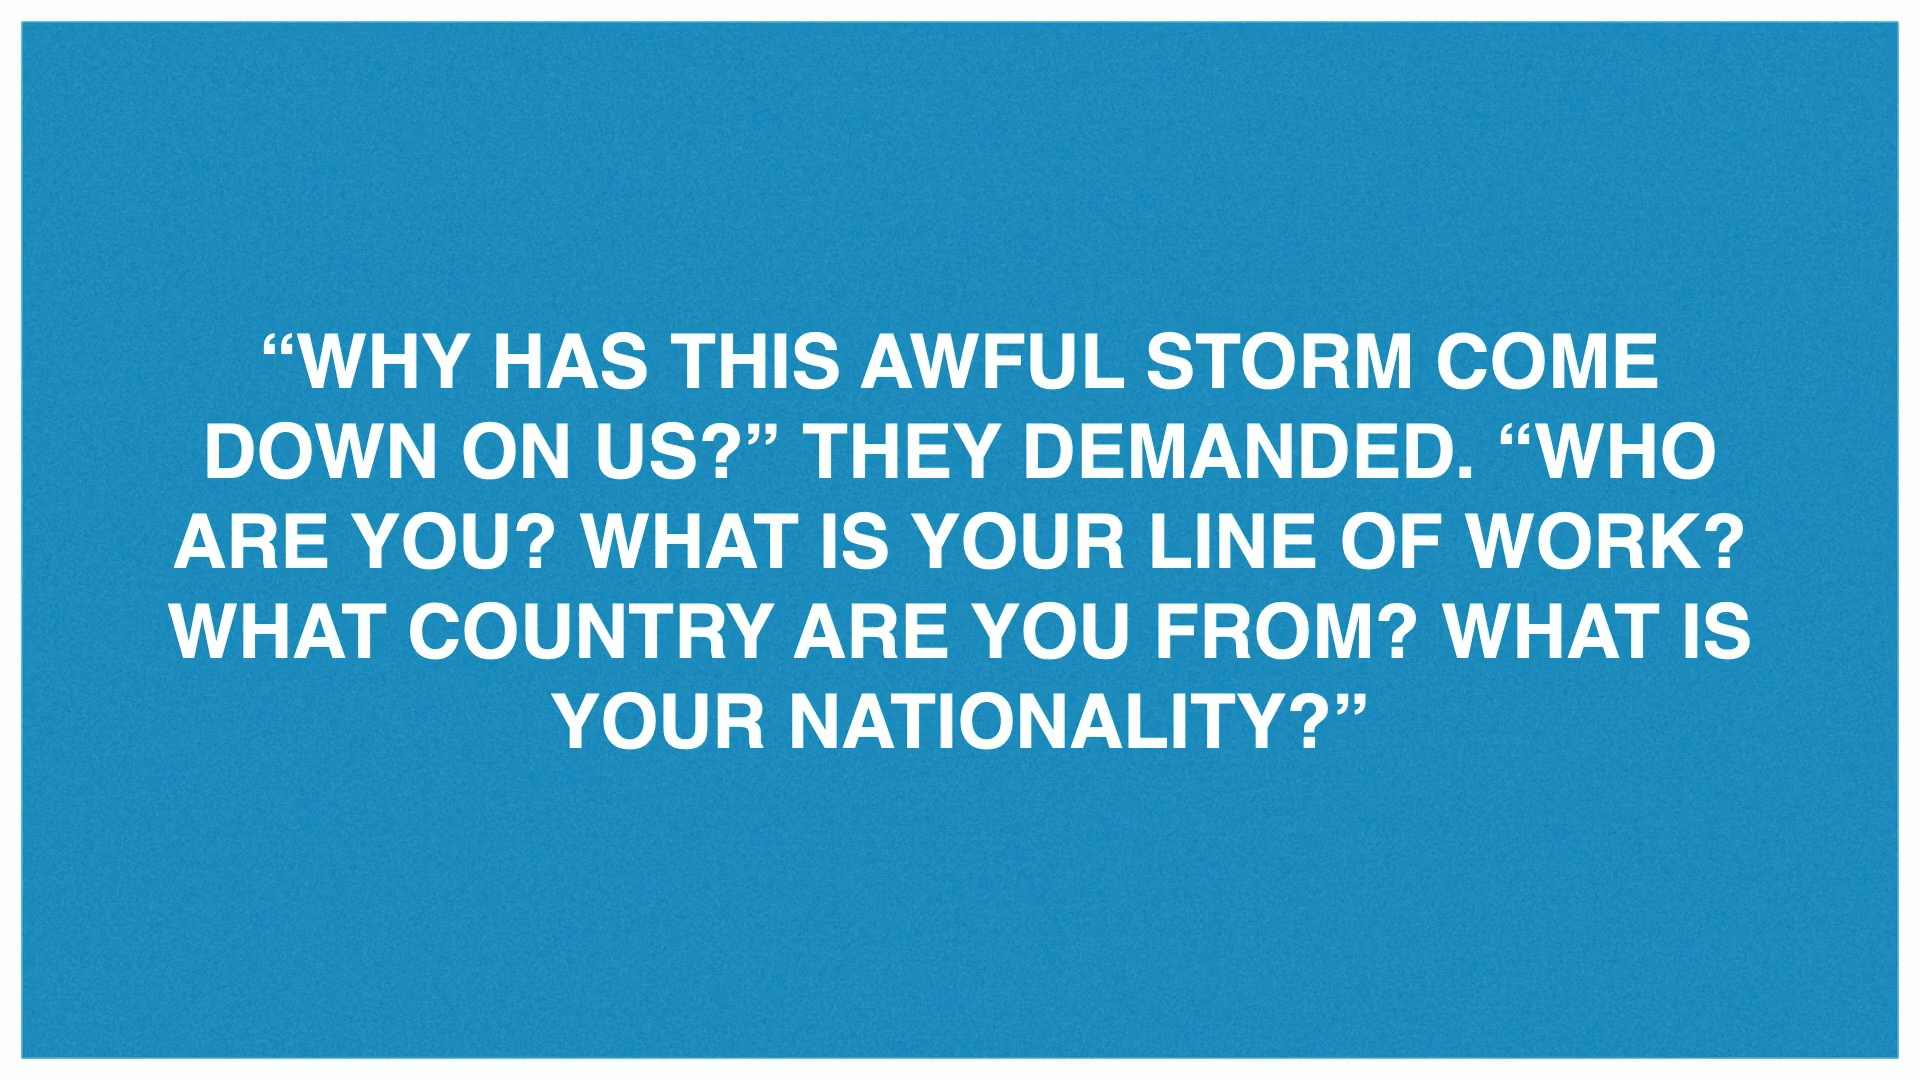 “WHY HAS THIS AWFUL STORM COME
DOWN ON US?” THEY DEMANDED. “WHO
ARE YOU? WHAT IS YOUR LINE OF WORK?
WHAT COUNTRY ARE YOU FROM? WHAT IS
YOUR NATIONALITY?”